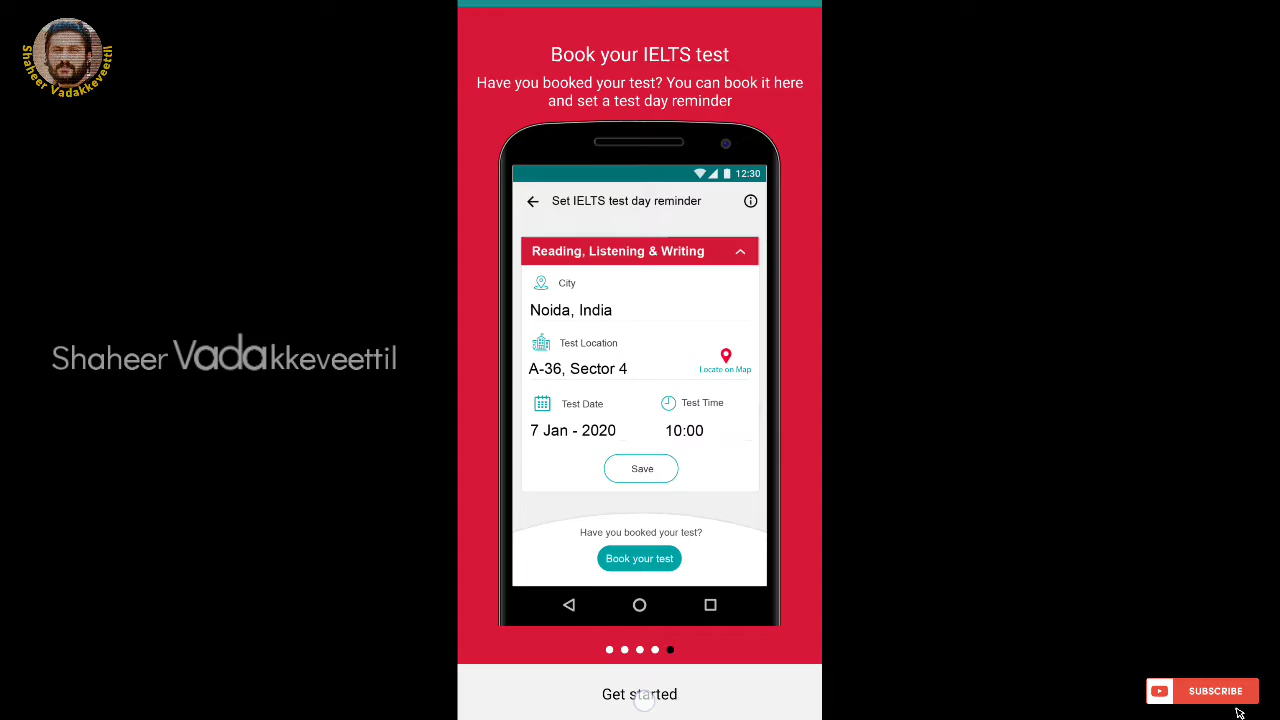 Shaheer Vadakkeveettil
Book your IELTS test
Have you booked your test? You can book it here
and set a test day reminder
12:30
Set IELTS test day reminder
Reading, Listening & Writing
City
Noida, India
Test Location
A-36, Sector 4
Locate on Map
Test Date
Test Time
7 Jan - 2020
10:00
Save
Have you booked your test?
Book your test
Get started
Shaheer Vadakkeveettil
SUBSCRIBE